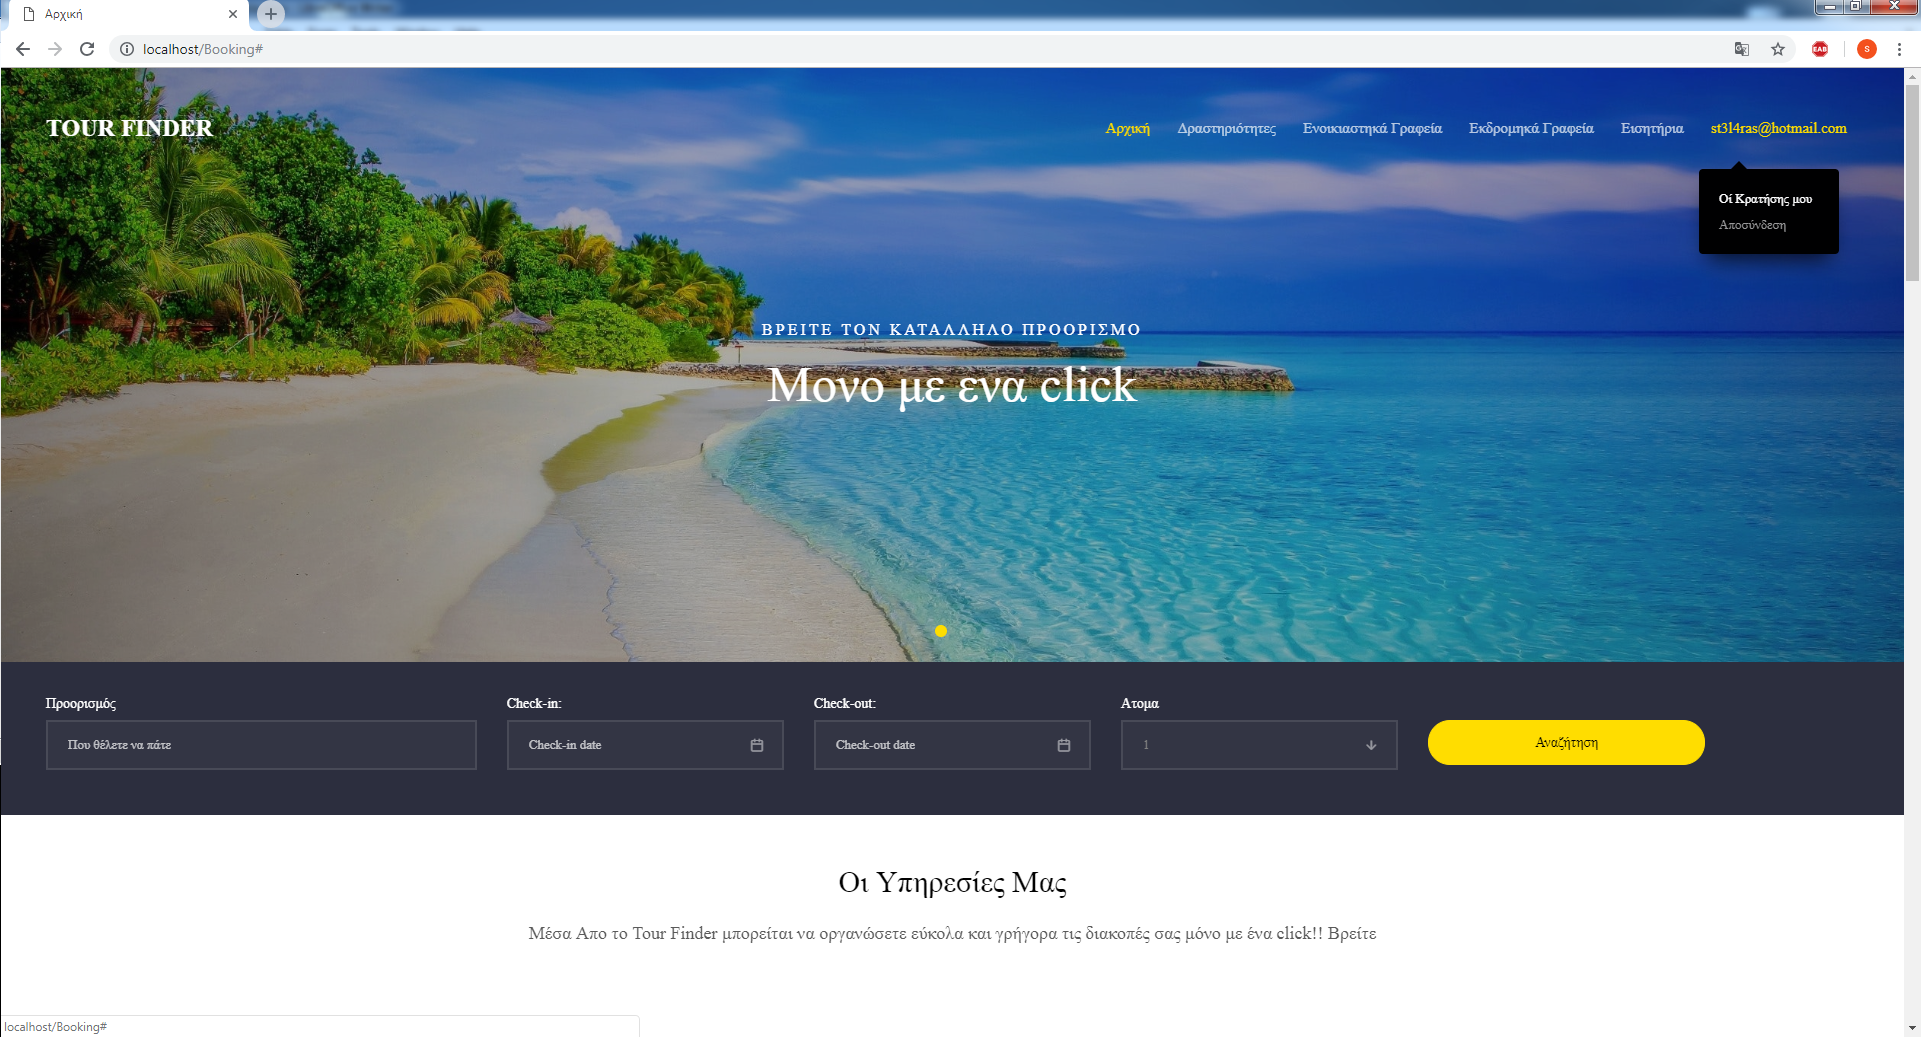 Αρχική
localhost/Booking#
EAB
S
TOUR FINDER
Αρχική Δραστηριότητες Ενοικιαστηκά Γραφεία Εκδρομηκά Γραφεία Εισητήρια st3l4ras@hotmail.com
Οί Κρατήσης μου
Αποσύνδεση
ΒΡΕΙΤΕ ΤΟΝ ΚΑΤΑΛΛΗΛΟ ΠΡΟΟΡΙΣΜΟ
Μονο με ενα click
Προορισμός Check-in: Check-out: Ατομα
Που θέλετε να πάτε Check-in date Check-out date 1 Αναζήτηση
Οι Υπηρεσίες Μας
Μέσα Απο το Tour Finder μπορείται να οργανώσετε εύκολα και γρήγορα τις διακοπές σας μόνο με ένα click!! Βρείτε
localhost/Booking#